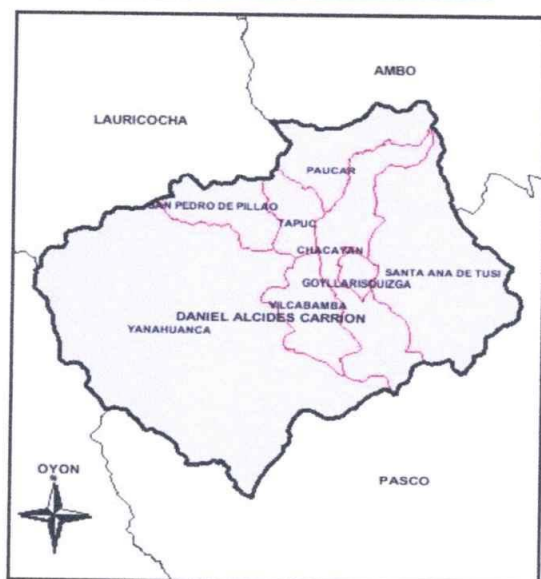 AMBO
LAURICOCHA
PAUCAR
SAN PEDRO DE PILLAO
TAPUC
CHACAYAN
SANTA ANA DE TUSI
GOYLLARISQUIZGA
VILCABAMBA
DANIEL ALCIDES CARRION
YANAHUANCA
OYON
PASCO